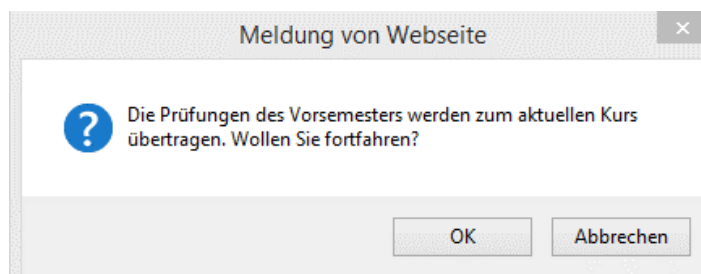 Meldung von Webseite
Die Prüfungen des Vorsemesters werden zum aktuellen Kurs
übertragen. Wollen Sie fortfahren?
OK Abbrechen